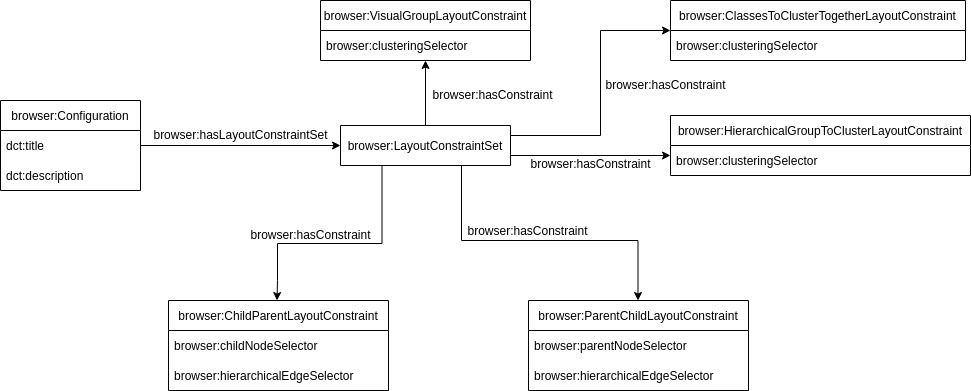 browser:VisualGroupLayoutConstraint
browser:clusteringSelector
browser:ClassesToClusterTogetherLayoutConstraint
browser:clusteringSelector
browser:hasConstraint
browser:hasConstraint
browser:Configuration
dct:title
dct:description
browser:hasLayoutConstraintSet
browser:LayoutConstraintSet
browser:HierarchicalGroupToClusterLayoutConstraint
browser:clusteringSelector
browser:hasConstraint
browser:hasConstraint
browser:hasConstraint
browser:ChildParentLayoutConstraint
browser:childNodeSelector
browser:hierarchicalEdgeSelector
browser:ParentChildLayoutConstraint
browser:parentNodeSelector
browser:hierarchicalEdgeSelector